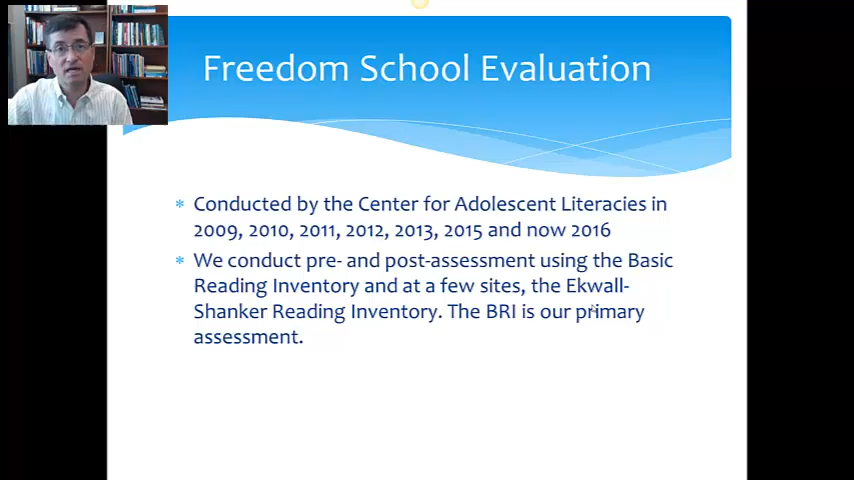 Freedom School Evaluation
* Conducted by the Center for Adolescent Literacies in
2009, 2010, 2011, 2012, 2013, 2015 and now 2016
* We conduct pre- and post-assessment using the Basic
Reading Inventory and at a few sites, the Ekwall-
Shanker Reading Inventory. The BRI is our primary
assessment.